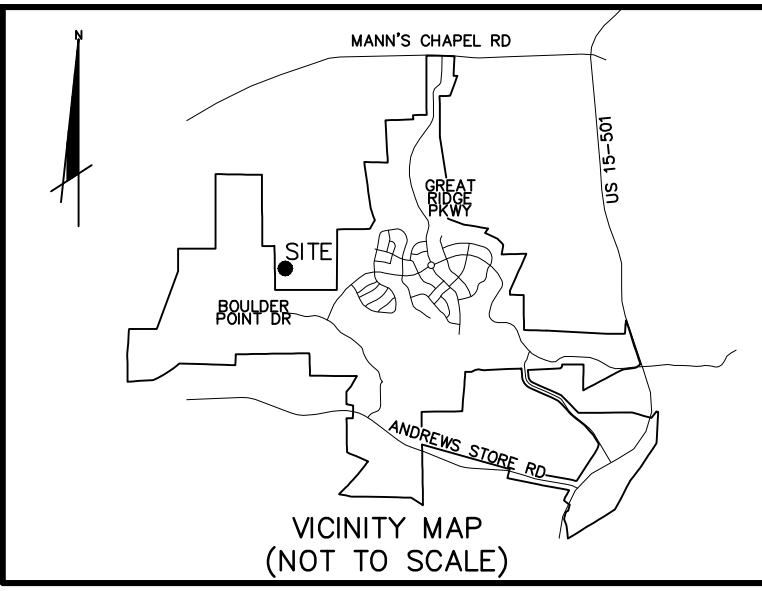 N
MANN'S CHAPEL RD
US 15-501
GREAT
RIDGE
PKWY
SITE
BOULDER
POINT DR
ANDREWS STORE RD
VICINITY MAP
(NOT TO SCALE)